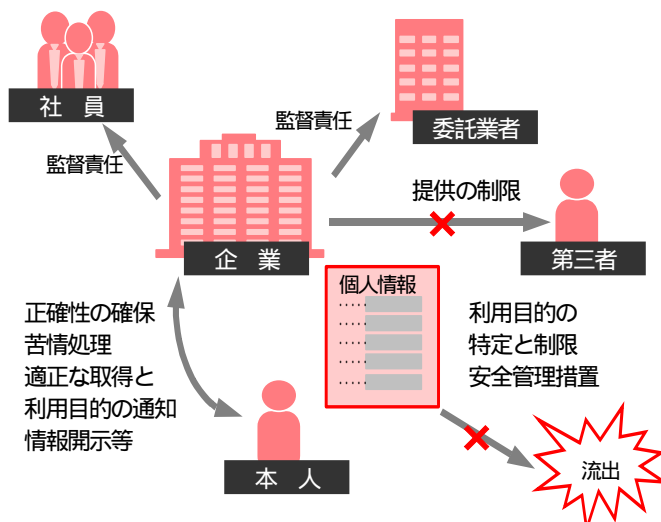 社　員
監督責任
監督責任
委託業者
企　業
提供の制限
第三者
正確性の確保
苦情処理
適正な取得と
利用目的の通知
情報開示等
個人情報
利用目的の
特定と制限
安全管理措置
本　人
流出